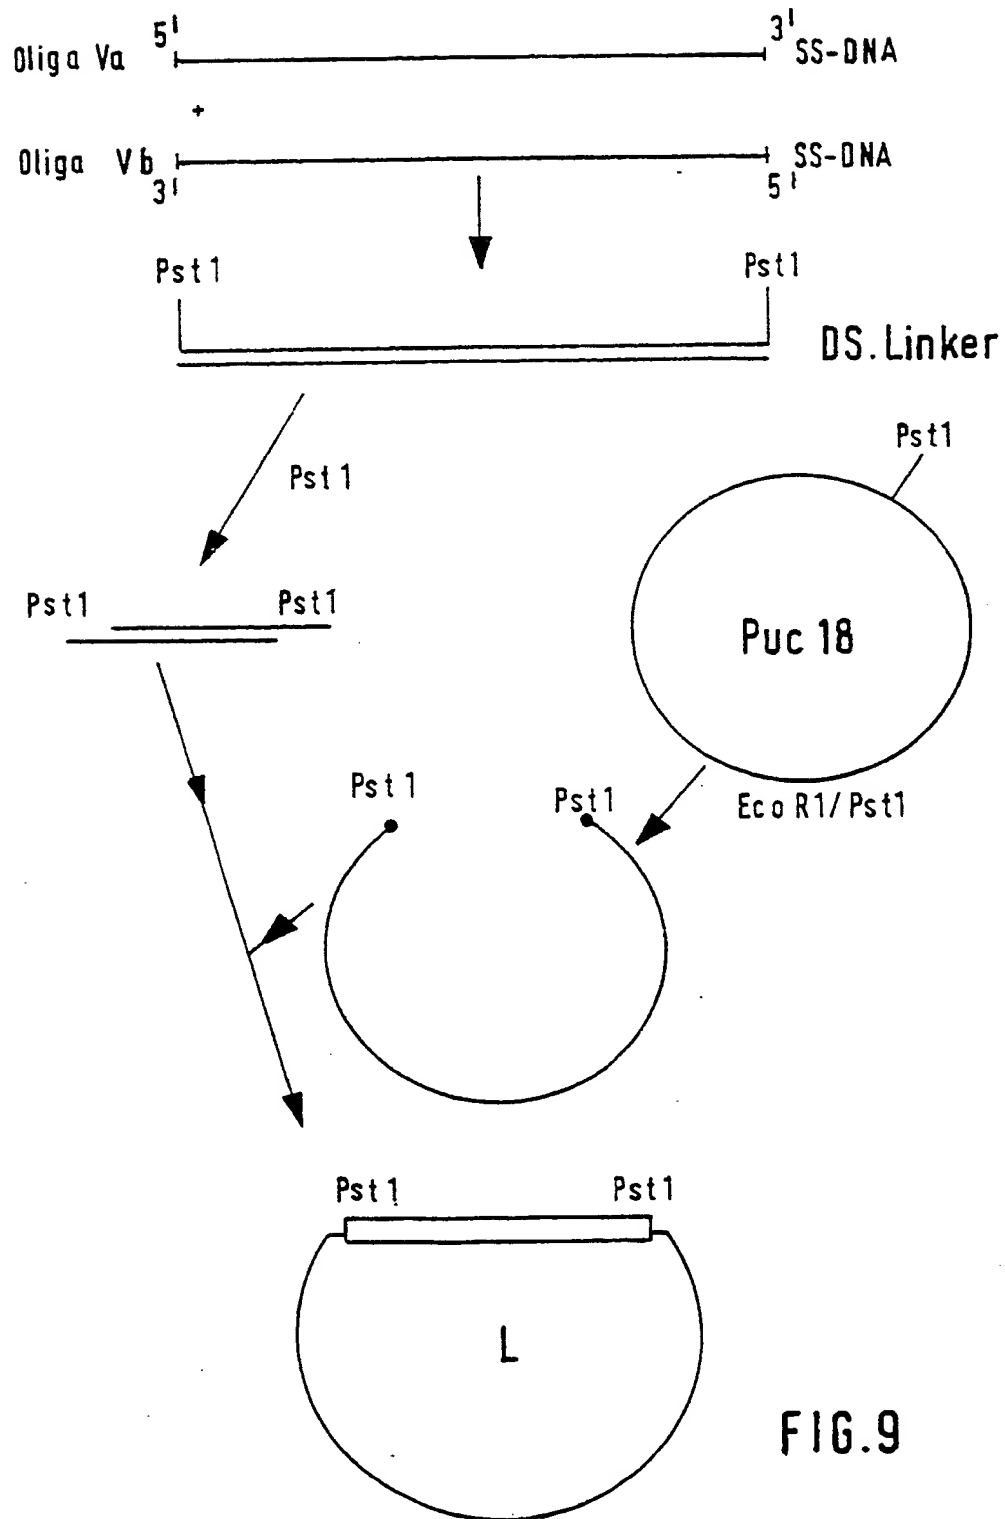 5' 3'
Oliga Va SS-DNA
+
Oliga Vb SS-DNA
3' 5'
Pst1 Pst1
DS.Linker
Pst1
Pst1
Pst1 Pst1
Puc 18
Pst1 Pst1
Eco R1/Pst1
Pst1 Pst1
L
FIG.9